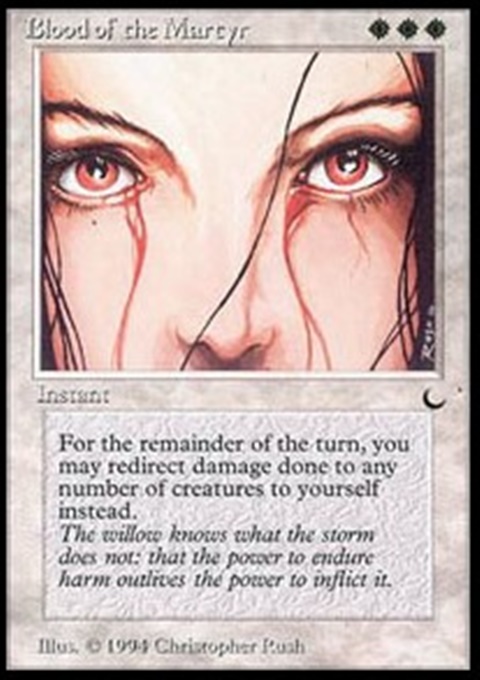 Blood of the Martyr
Instant
For the remainder of the turn, you
may redirect damage done to any
number of creatures to yourself
instead.
The willow knows what the storm
does not: that the power to endure
harm outlives the power to inflict it.
Illus. © 1994 Christopher Rush